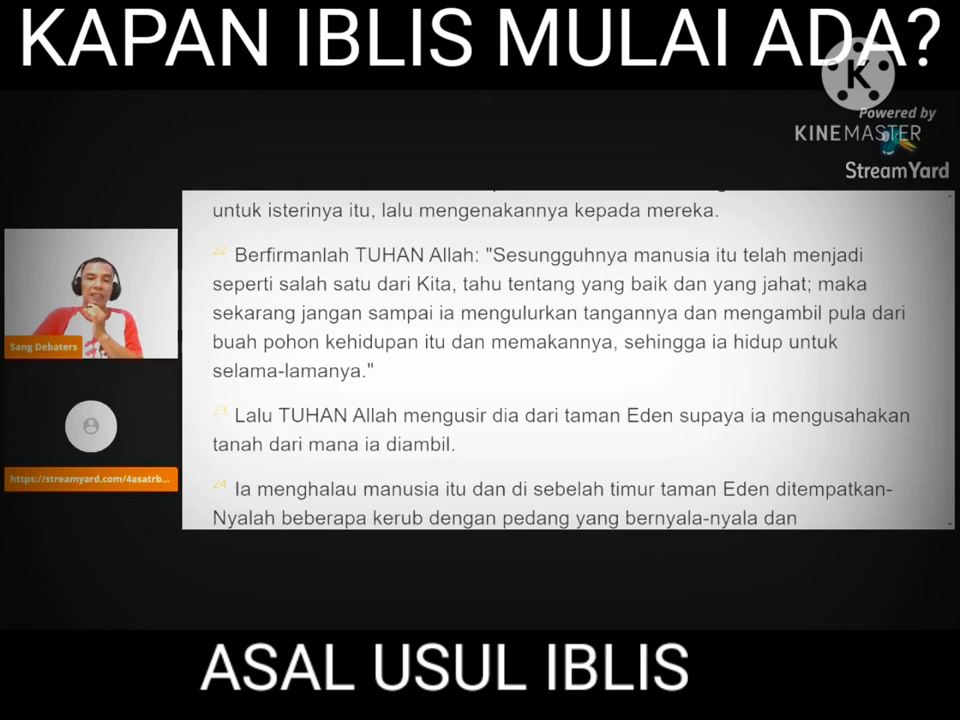 KAPAN IBLIS MULAI ADA?
K
Powered by
KINEMASTER
StreamYard
untuk isterinya itu, lalu mengenakannya kepada mereka.
22 Berfirmanlah TUHAN Allah: "Sesungguhnya manusia itu telah menjadi
seperti salah satu dari Kita, tahu tentang yang baik dan yang jahat; maka
sekarang jangan sampai ia mengulurkan tangannya dan mengambil pula dari
buah pohon kehidupan itu dan memakannya, sehingga ia hidup untuk
selama-lamanya."
23 Lalu TUHAN Allah mengusir dia dari taman Eden supaya ia mengusahakan
tanah dari mana ia diambil.
24 Ia menghalau manusia itu dan di sebelah timur taman Eden ditempatkan-
Nyalah beberapa kerub dengan pedang yang bernyala-nyala dan
Sang Debaters
https://streamyard.com/4asatrb...
ASAL USUL IBLIS